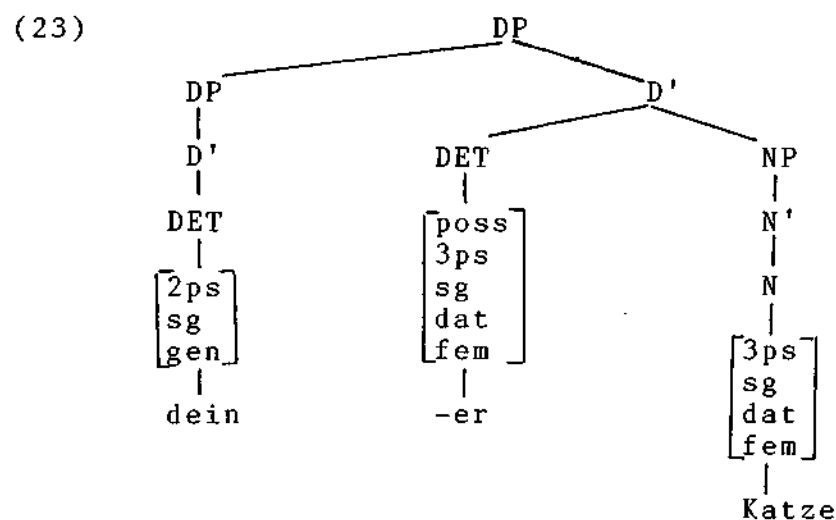 (23) DP
DP D'
D' DET NP
DET poss N'
2ps 3ps N
sg sg 3ps
gen dat sg
dein fem dat
-er fem
Katze